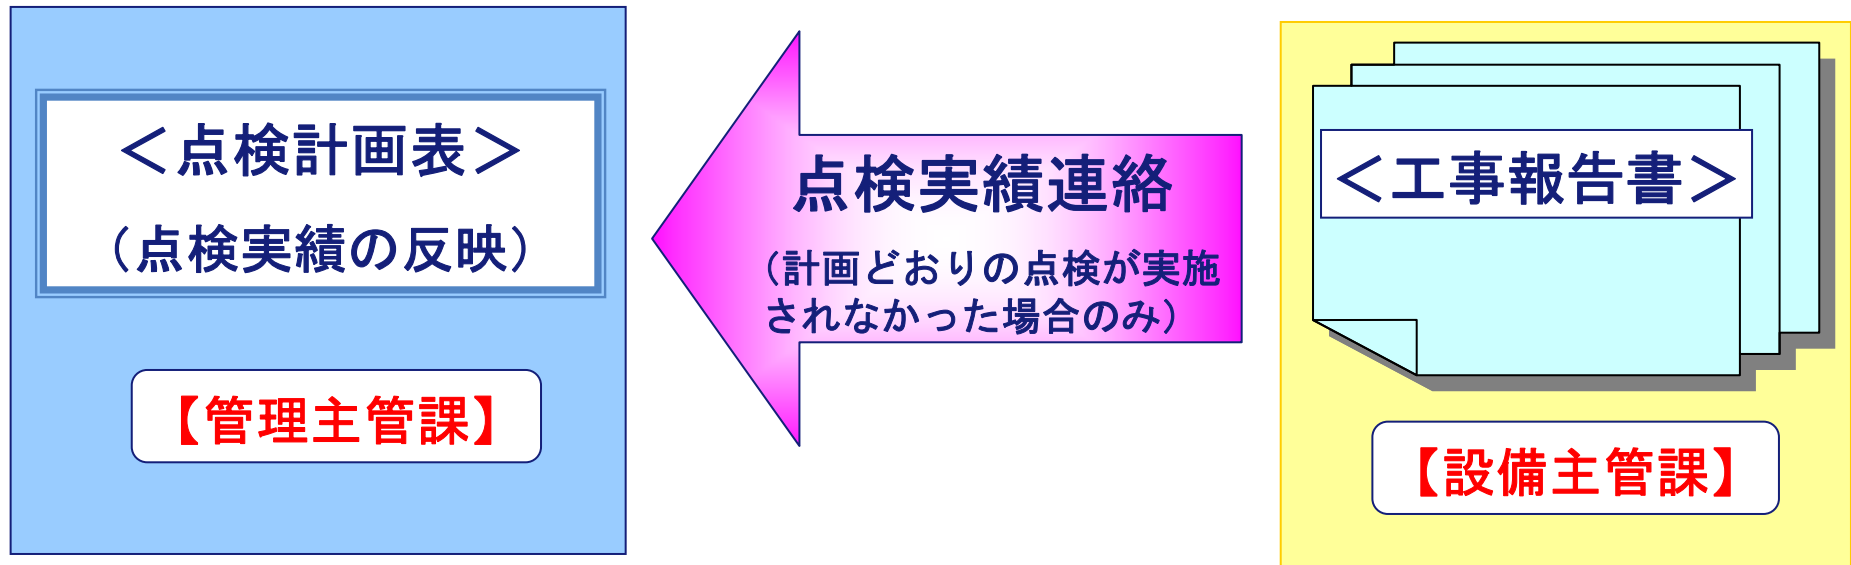 ＜点検計画表＞
（点検実績の反映）
【管理主管課】
点検実績連絡
（計画どおりの点検が実施
されなかった場合のみ）
＜工事報告書＞
【設備主管課】